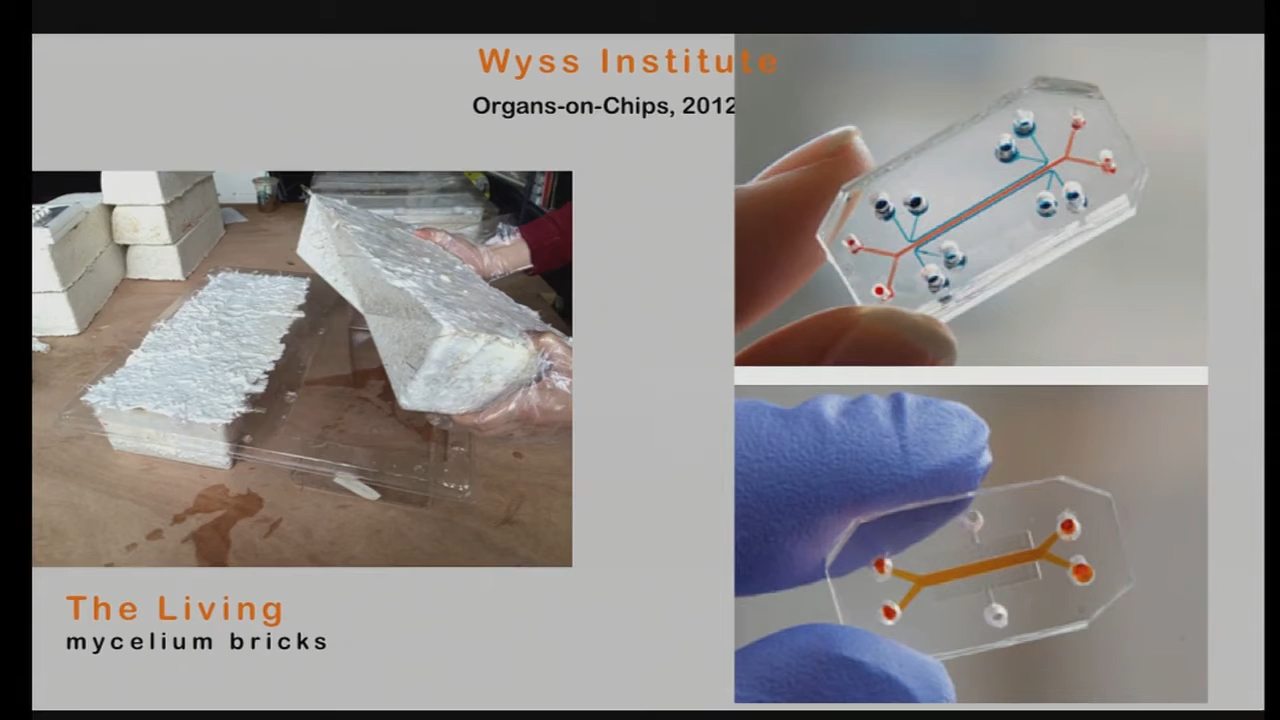 Wyss Institute
Organs-on-Chips, 2012
The Living
mycelium bricks